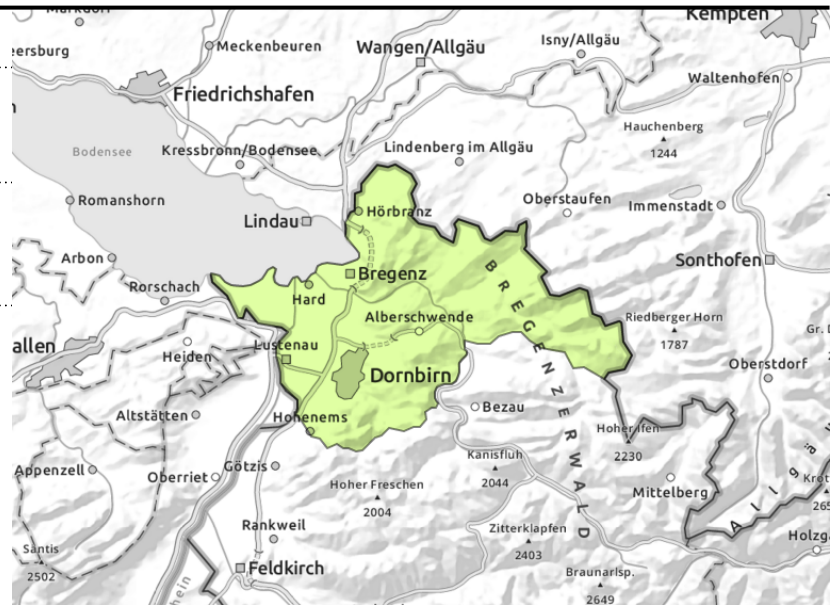 Kempten
Meckenbeuren
Wangen/Allgäu
Isny/Allgäu
Waltenhofen
Friedrichshafen
Hauchenberg
1244
Bodensee
Kressbronn/Bodensee
Lindenberg im Allgäu
Romanshorn
Oberstaufen
Immenstadt
Hörbranz
Lindau
Arbon
Sonthofen
Bregenz
Rorschach
Hard
BREGENZERWALD
Alberschwende
Riedberger Horn
1787
Lustenau
Heiden
Oberstdorf
Dornbirn
Bezau
Altstätten
Hohenems
Hoher Ifen
2230
Kanisfluh
2044
Appenzell
Oberriet
Götzis
Hoher Freschen
2004
Mittelberg
Rankweil
Zitterklapfen
2403
Säntis
2502
Feldkirch
Braunarlsp.
2649